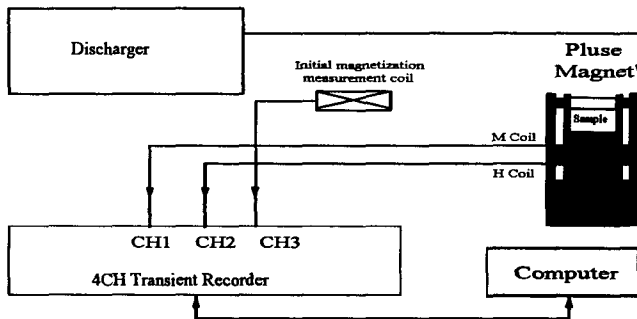 Discharger
Initial magnetization
measurement coil
Pluse
Magnet'
Sample
M Coil
H Coil
CH1 CH2 CH3
4CH Transient Recorder
Computer